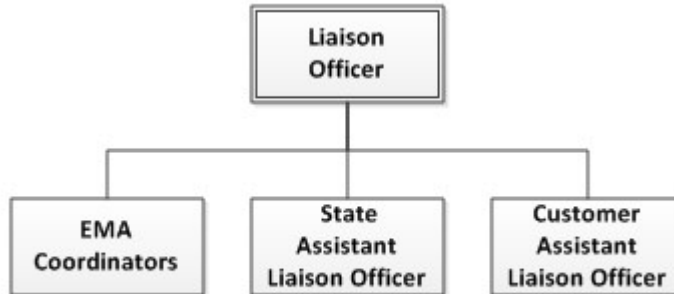 Liaison
Officer
EMA
Coordinators
State
Assistant
Liaison Officer
Customer
Assistant
Liaison Officer